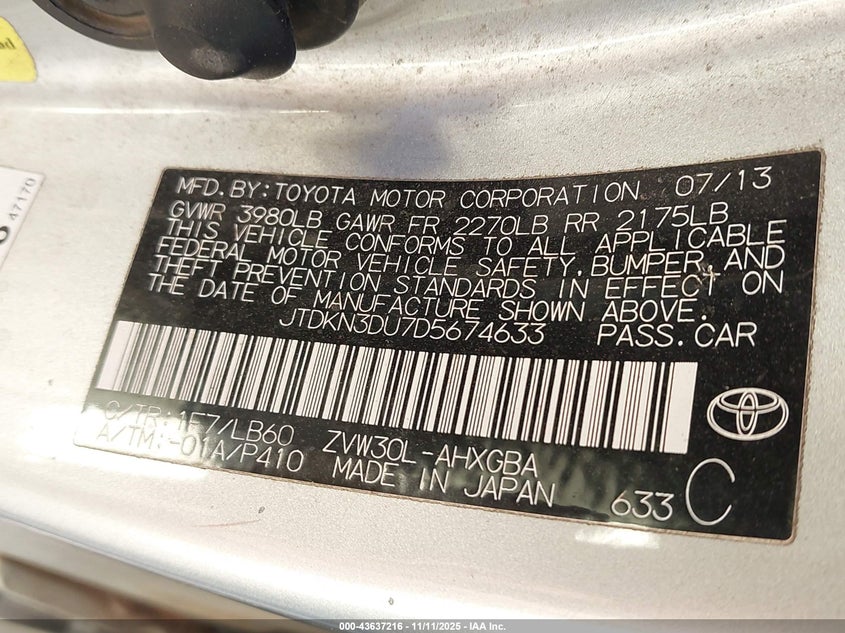 47170
MFD. BY: TOYOTA MOTOR CORPORATION 07/13
GVWR 3980LB GAWR FR 2270LB RR 2175LB
THIS VEHICLE CONFORMS TO ALL APPLICABLE
FEDERAL MOTOR VEHICLE SAFETY, BUMPER, AND
THEFT PREVENTION STANDARDS IN EFFECT ON
THE DATE OF MANUFACTURE SHOWN ABOVE.
JTDKN3DU7D5674633 PASS.CAR
C/TR:1F7/LB60 ZVW30L-AHXGBA
A/TM:-01A/P410 MADE IN JAPAN 633 C
000-43637216 - 11/11/2025 - IAA Inc.